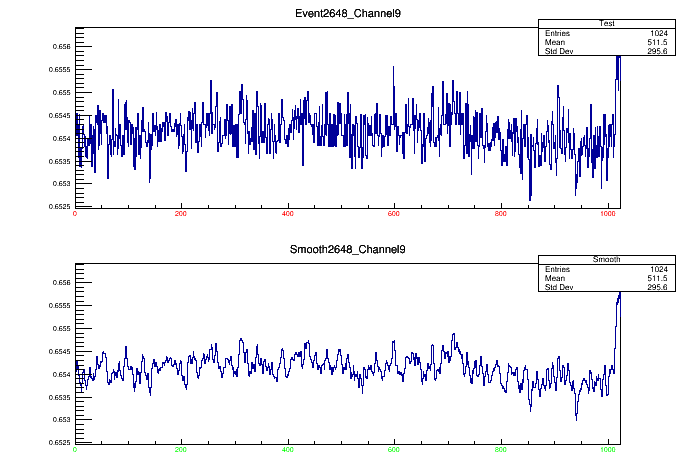 Event2648_Channel9
Test
Entries 1024
Mean 511.5
Std Dev 295.6
0.656
0.6555
0.655
0.6545
0.654
0.6535
0.653
0.6525
0 200 400 600 800 1000
Smooth2648_Channel9
Smooth
Entries 1024
Mean 511.5
Std Dev 295.6
0.656
0.6555
0.655
0.6545
0.654
0.6535
0.653
0.6525
0 200 400 600 800 1000